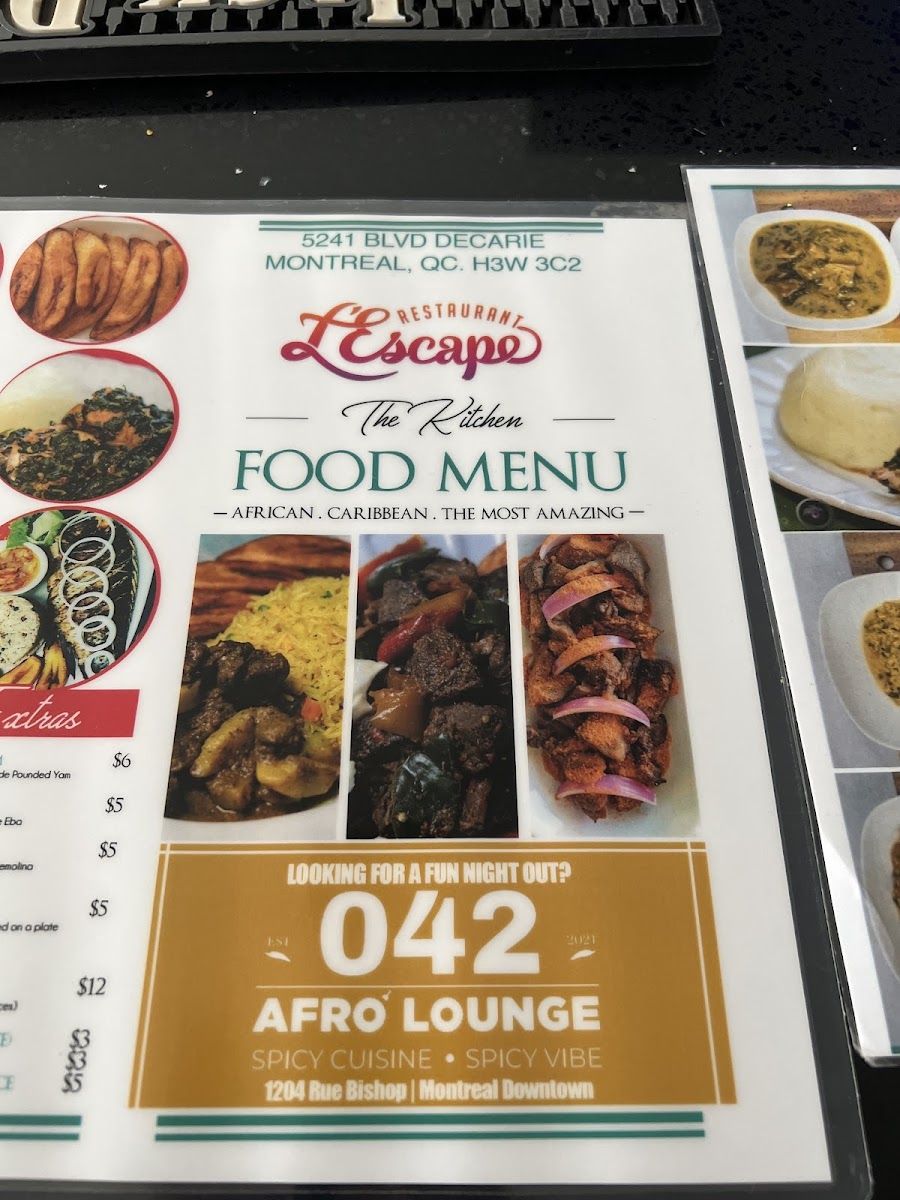 Extras
$6
de Pounded Yam
$5
e Eba
$5
emolina
$5
ed on a plate
$12
$3
$3
$5
5241 BLVD DECARIE
MONTREAL, QC. H3W 3C2
RESTAURANT
L'Escape
The Kitchen
FOOD MENU
AFRICAN . CARIBBEAN . THE MOST AMAZING
LOOKING FOR A FUN NIGHT OUT?
EST 042 2021
AFRO LOUNGE
SPICY CUISINE • SPICY VIBE
1204 Rue Bishop | Montreal Downtown